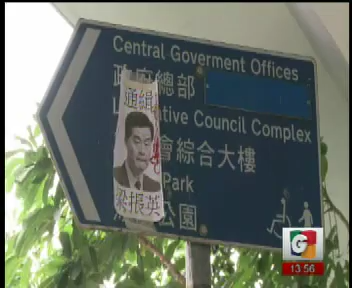 Central Goverment Offices
政府總部
通緝
Council Complex
會綜合大樓
Park
梁振英
公園
G
13:56